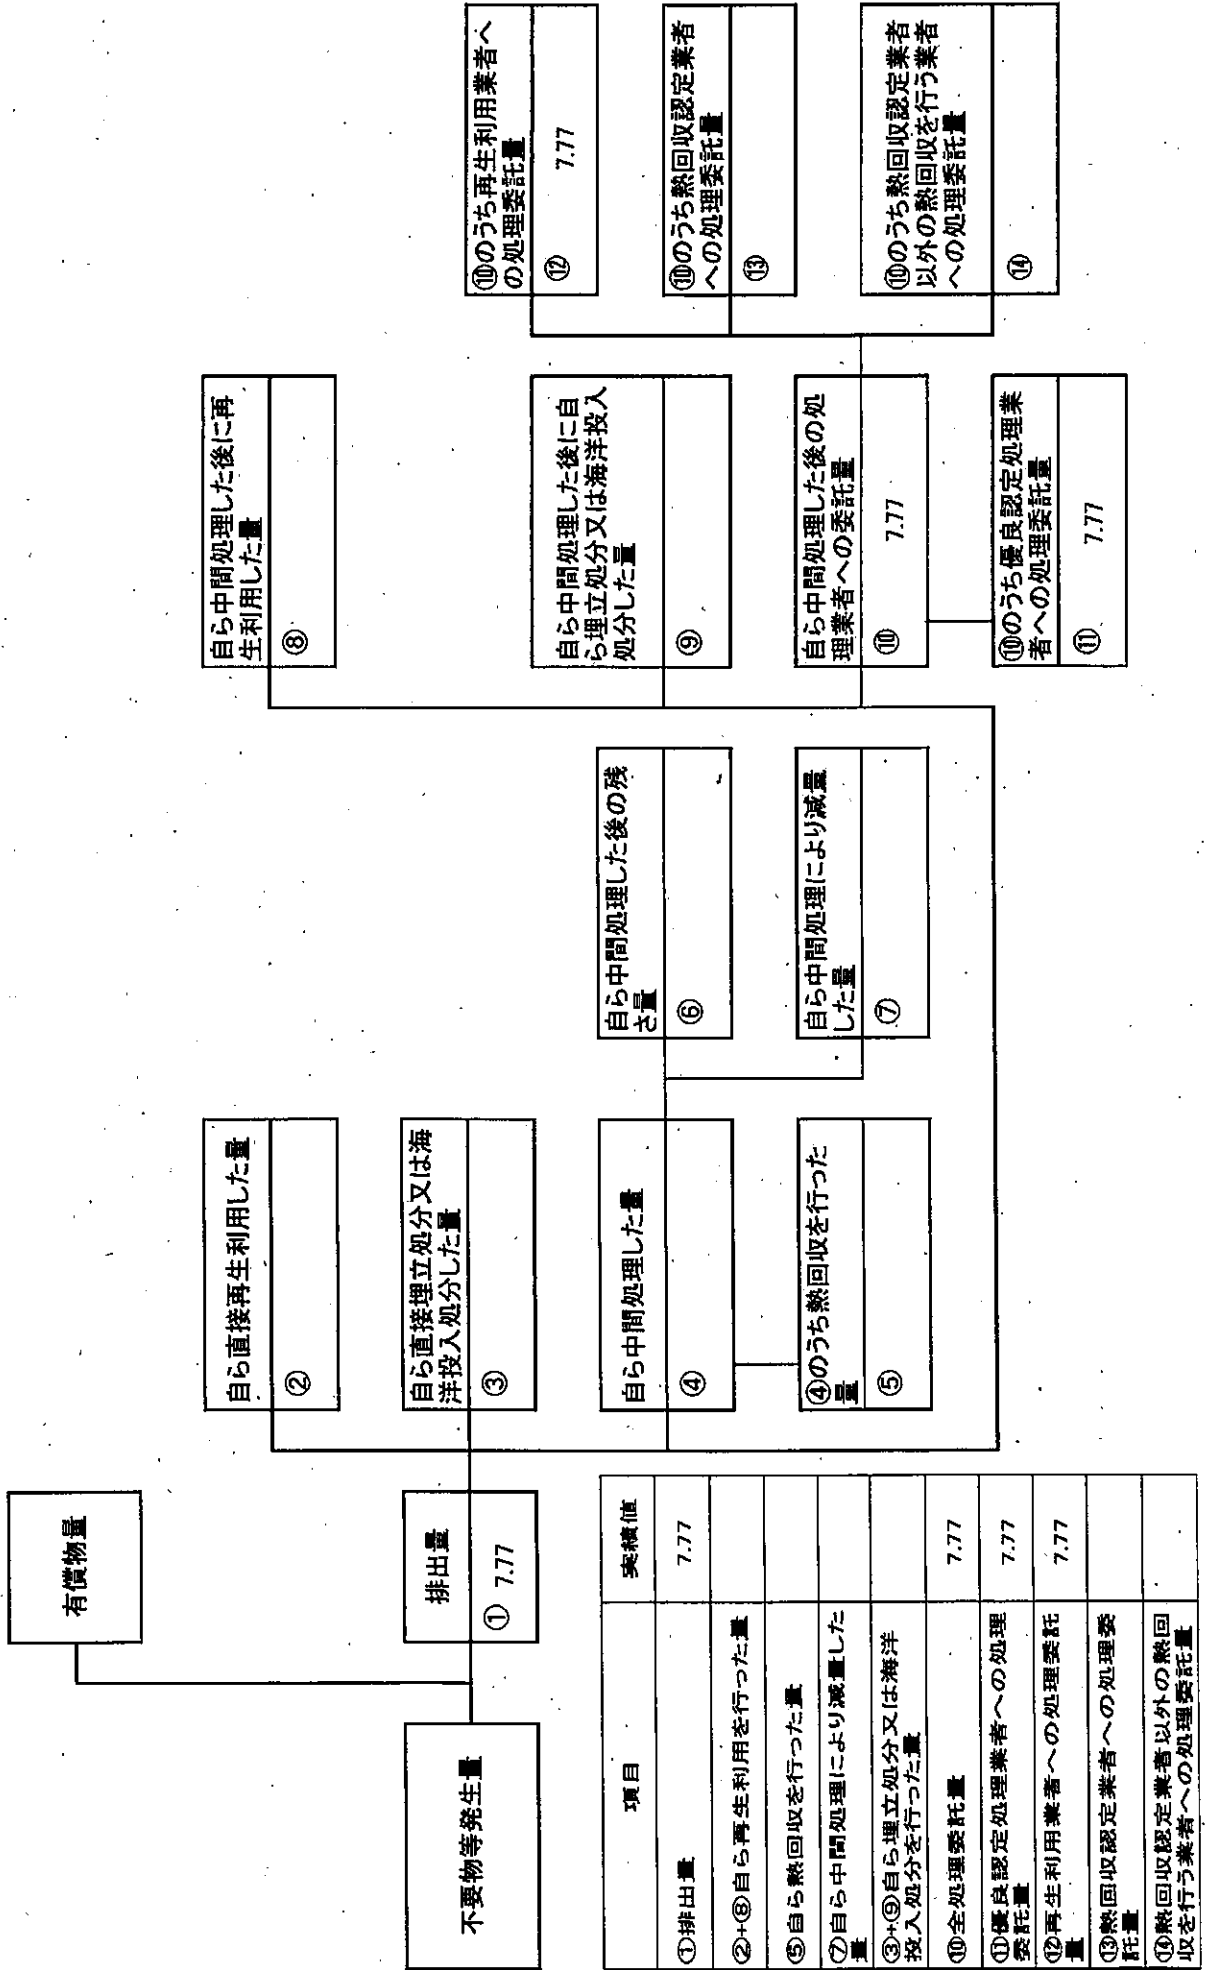 有償物量
不要物等発生量
排出量
① 7.77
自ら直接再生利用した量
②
自ら直接埋立処分又は海
洋投入処分した量
③
自ら中間処理した量
④
④のうち熱回収を行った
量
⑤
自ら中間処理した後の残
さ量
⑥
自ら中間処理により減量
した量
⑦
自ら中間処理した後に再
生利用した量
⑧
自ら中間処理した後に自
ら埋立処分又は海洋投入
処分した量
⑨
自ら中間処理した後の処
理業者への委託量
⑩ 7.77
⑩のうち優良認定処理業
者への処理委託量
⑪ 7.77
⑩のうち再生利用業者へ
の処理委託量
⑫ 7.77
⑩のうち熱回収認定業者
への処理委託量
⑬
⑩のうち熱回収認定業者
以外の熱回収を行う業者
への処理委託量
⑭
項目 実績値
①排出量 7.77
②+⑧自ら再生利用を行った量
⑤自ら熱回収を行った量
⑦自ら中間処理により減量した
量
③+⑨自ら埋立処分又は海洋
投入処分を行った量
⑩全処理委託量 7.77
⑪優良認定処理業者への処理
委託量 7.77
⑫再生利用業者への処理委託
量 7.77
⑬熱回収認定業者への処理委
託量
⑭熱回収認定業者以外の熱回
収を行う業者への処理委託量